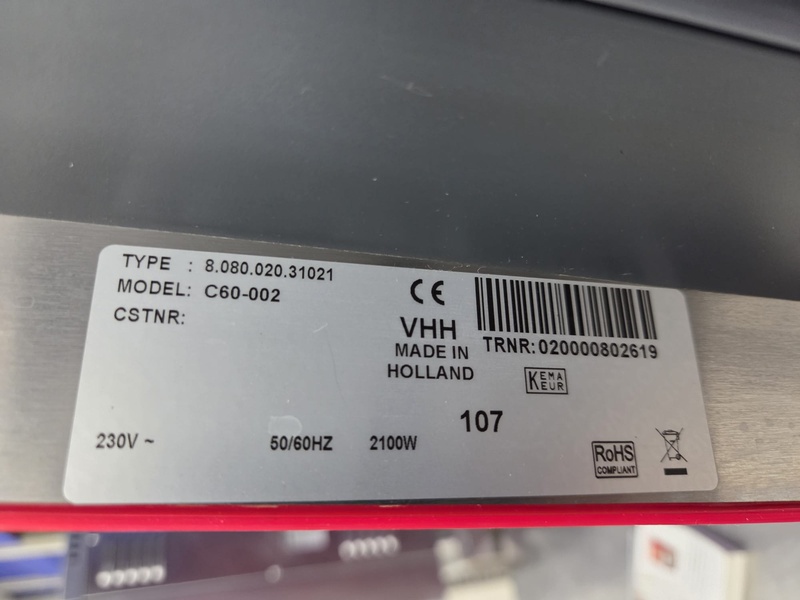 TYPE : 8.080.020.31021
MODEL: C60-002
CSTNR:
CE
VHH
MADE IN
HOLLAND
TRNR: 020000802619
KEMA
KEUR
107
230V ~
50/60HZ
2100W
RoHS
COMPLIANT